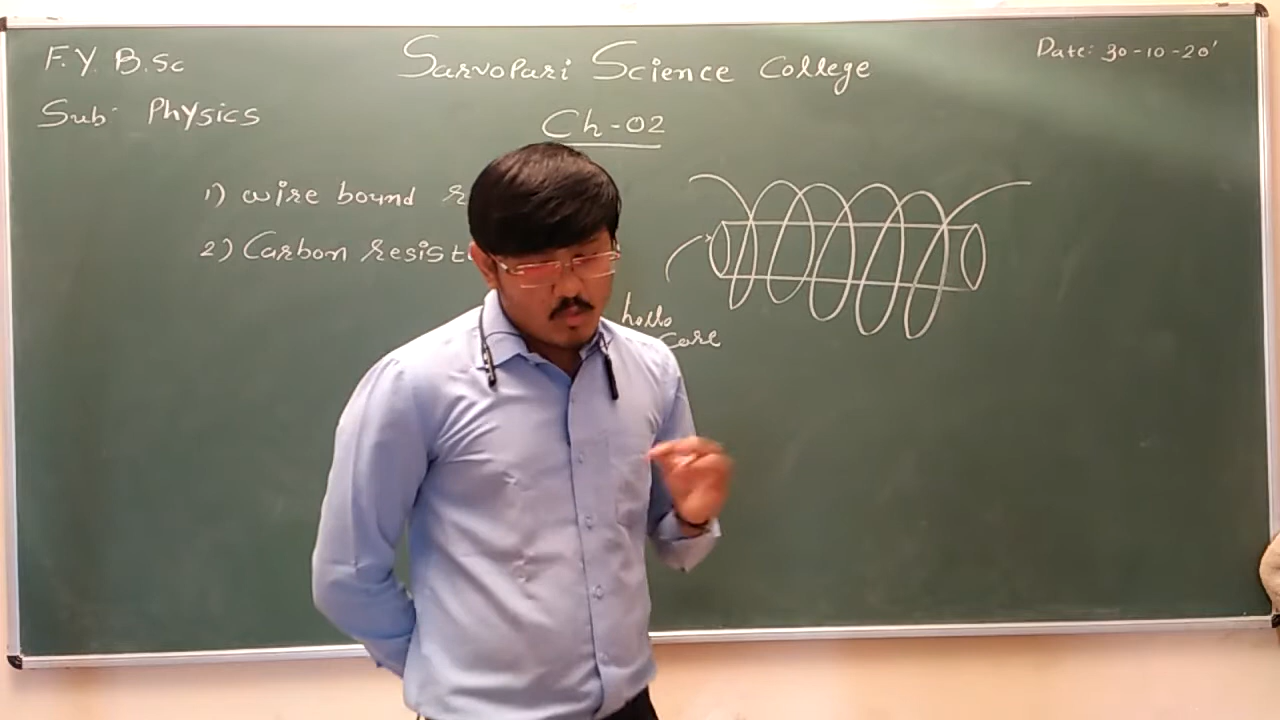 F.Y. B.Sc
Sarvopari Science College
Date: 30-10-20'
Sub: Physics
Ch-02
1) wire bound
2) Carbon resist
hollo
core